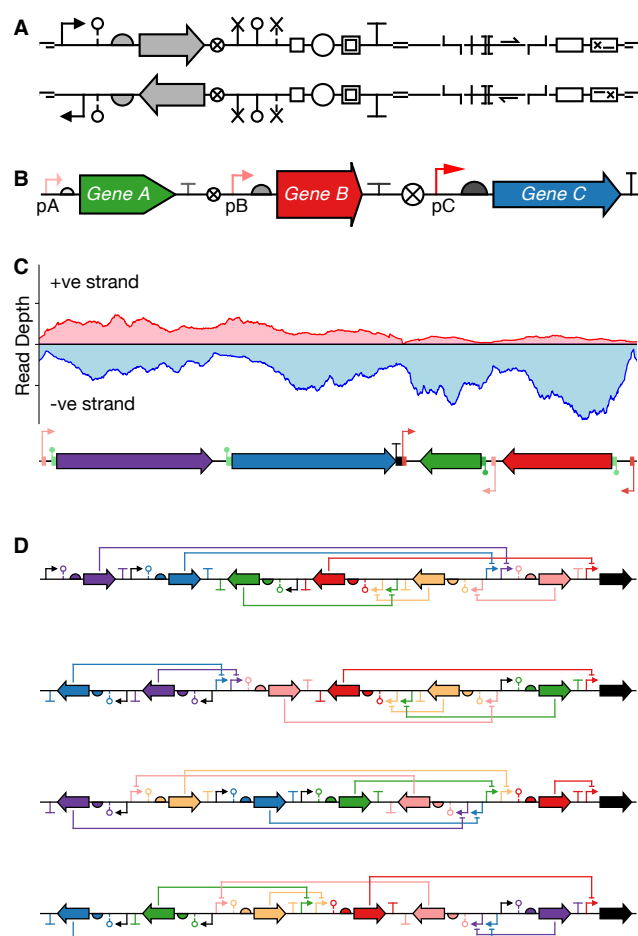 A
B
Gene A
Gene B
Gene C
pA
pB
pC
C
+ve strand
Read Depth
-ve strand
D